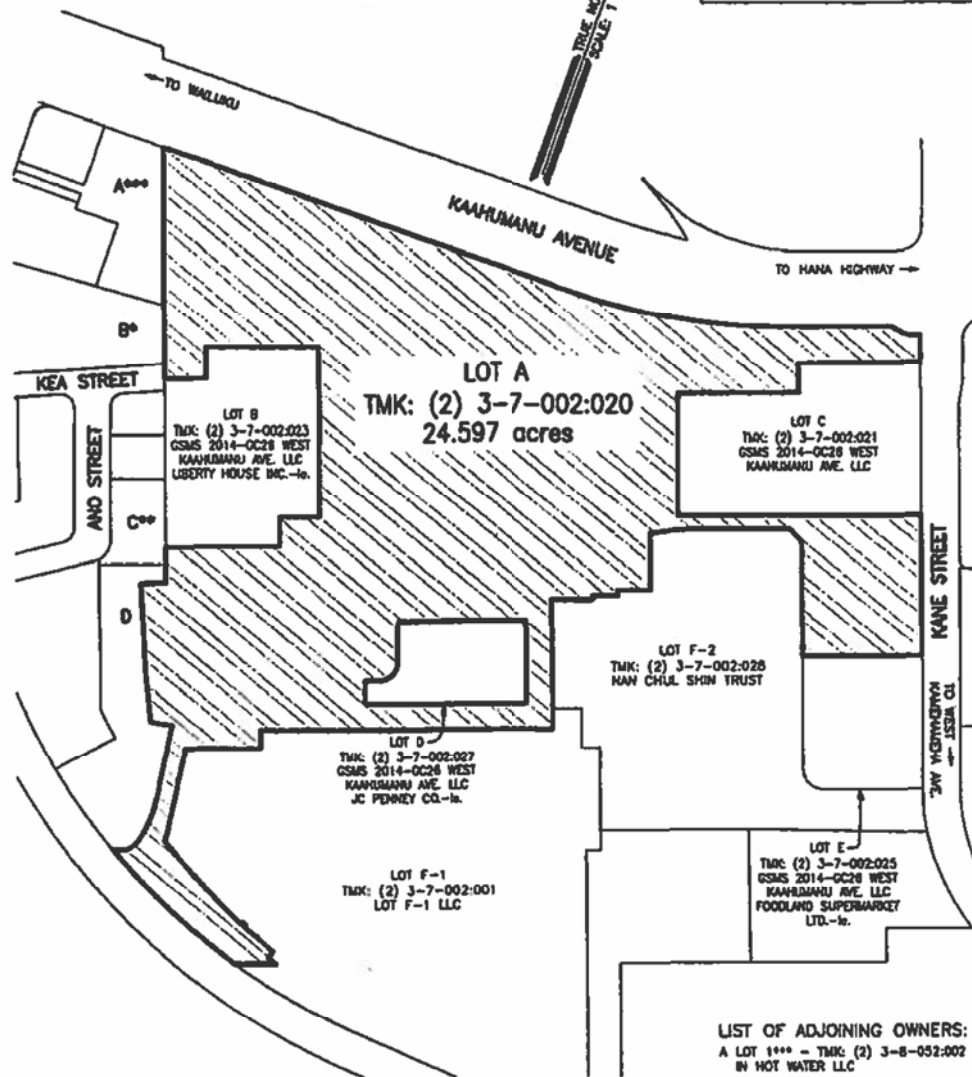 TRUE NO
SCALE: 1
← TO WAILUKU
KAAHUMANU AVENUE
TO HANA HIGHWAY →
A***
B*
KEA STREET
ANO STREET
C**
D
LOT A
TMK: (2) 3-7-002:020
24.597 acres
LOT B
TMK: (2) 3-7-002:023
GSMS 2014-GC26 WEST
KAAHUMANU AVE. LLC
LIBERTY HOUSE INC.-le.
LOT C
TMK: (2) 3-7-002:021
GSMS 2014-GC26 WEST
KAAHUMANU AVE. LLC
KANE STREET
TO WEST →
KAMEHAMEHA AVE.
LOT F-2
TMK: (2) 3-7-002:028
NAN CHUL SHIN TRUST
LOT D
TMK: (2) 3-7-002:027
GSMS 2014-GC26 WEST
KAAHUMANU AVE. LLC
JC PENNEY CO.-le.
LOT F-1
TMK: (2) 3-7-002:001
LOT F-1 LLC
LOT E
TMK: (2) 3-7-002:025
GSMS 2014-GC26 WEST
KAAHUMANU AVE. LLC
FOODLAND SUPERMARKET
LTD.-le.
LIST OF ADJOINING OWNERS:
A LOT 1*** - TMK: (2) 3-8-052:002
IN HOT WATER LLC